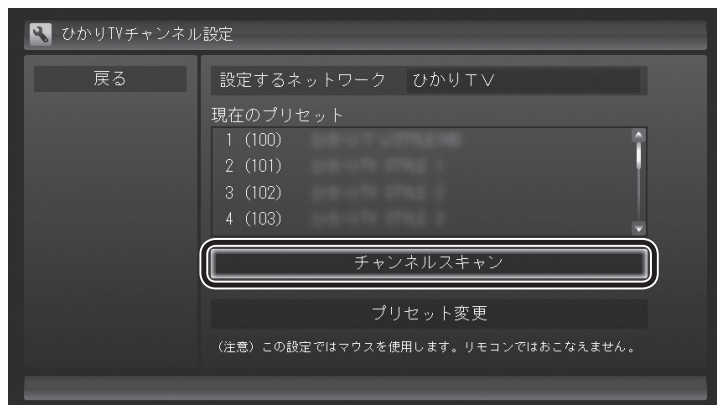 ひかりTVチャンネル設定
戻る
設定するネットワーク ひかりTV
現在のプリセット
1 (100)
2 (101)
3 (102)
4 (103)
チャンネルスキャン
プリセット変更
(注意) この設定ではマウスを使用します。リモコンではおこなえません。